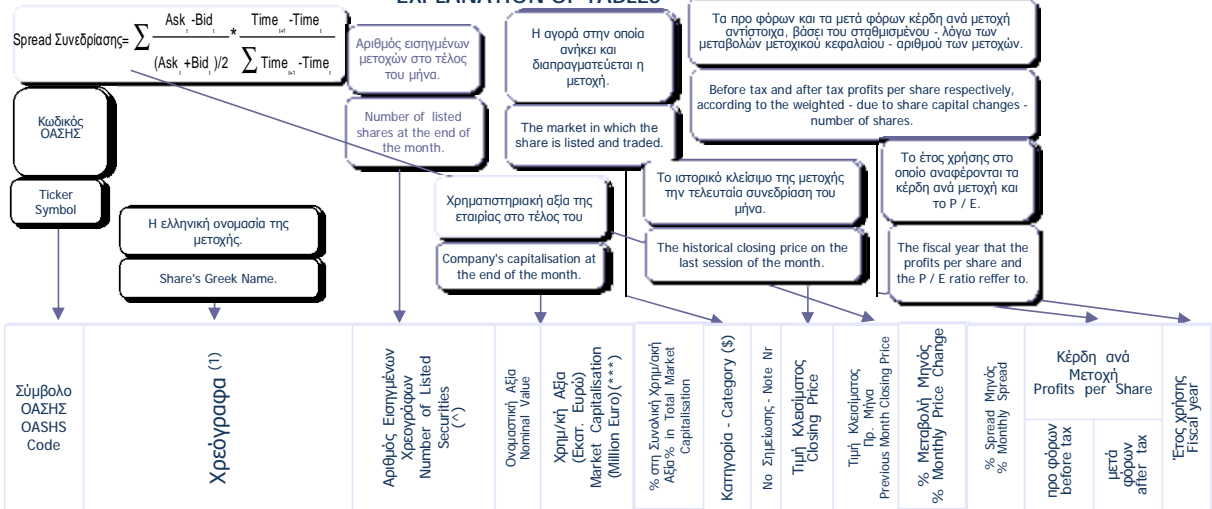 EXPLANATION OF TABLES
Spread Συνεδρίασης= ∑ Ask t -Bid t / (Ask t +Bid t )/2 * Time t+1 -Time t / ∑ Time t+1 -Time t
Κωδικός
ΟΑΣΗΣ
Ticker
Symbol
Η ελληνική ονομασία της
μετοχής.
Share's Greek Name.
Αριθμός εισηγμένων
μετοχών στο τέλος
του μήνα.
Number of listed
shares at the end of
the month.
Χρηματιστηριακή αξία της
εταιρίας στο τέλος του
Company's capitalisation at
the end of the month.
Η αγορά στην οποία
ανήκει και
διαπραγματεύεται η
μετοχή.
The market in which the
share is listed and traded.
Το ιστορικό κλείσιμο της μετοχής
την τελευταία συνεδρίαση του
μήνα.
The historical closing price on the
last session of the month.
Τα προ φόρων και τα μετά φόρων κέρδη ανά μετοχή
αντίστοιχα, βάσει του σταθμισμένου - λόγω των
μεταβολών μετοχικού κεφαλαίου - αριθμού των μετοχών.
Before tax and after tax profits per share respectively,
according to the weighted - due to share capital changes -
number of shares.
Το έτος χρήσης στο
οποίο αναφέρονται τα
κέρδη ανά μετοχή και
το P / E.
The fiscal year that the
profits per share and
the P / E ratio reffer to.
Σύμβολο
ΟΑΣΗΣ
OASHS
Code
Χρεόγραφα (1)
Αριθμός Εισηγμένων
Χρεογράφων
Number of Listed
Securities
(^)
Ονομαστική Αξία
Nominal Value
Χρημ/κή Αξία
(Εκατ. Ευρώ)
Market Capitalisation
(Million Euro)(***)
% στη Συνολική Χρημ/ιακή
Αξία% in Total Market
Capitalisation
Κατηγορία - Category ($)
Νο Σημείωσης - Note Nr
Τιμή Κλεισίματος
Closing Price
Τιμή Κλεισίματος
Πρ. Μήνα
Previous Month Closing Price
% Μεταβολή Μηνός
% Monthly Price Change
% Spread Μηνός
% Monthly Spread
Κέρδη ανά
Μετοχή
Profits per Share
προ φόρων
before tax
μετά
φόρων
after tax
Έτος χρήσης
Fiscal year